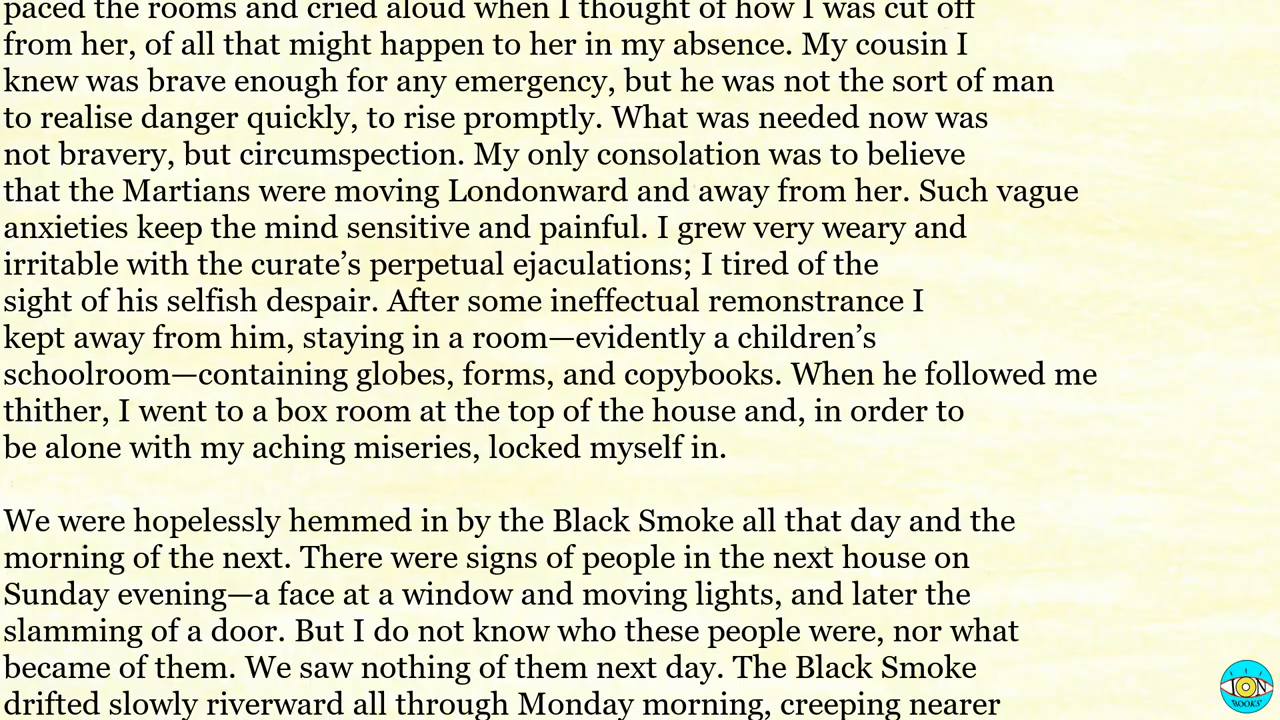 paced the rooms and cried aloud when I thought of how I was cut off
from her, of all that might happen to her in my absence. My cousin I
knew was brave enough for any emergency, but he was not the sort of man
to realise danger quickly, to rise promptly. What was needed now was
not bravery, but circumspection. My only consolation was to believe
that the Martians were moving Londonward and away from her. Such vague
anxieties keep the mind sensitive and painful. I grew very weary and
irritable with the curate’s perpetual ejaculations; I tired of the
sight of his selfish despair. After some ineffectual remonstrance I
kept away from him, staying in a room—evidently a children’s
schoolroom—containing globes, forms, and copybooks. When he followed me
thither, I went to a box room at the top of the house and, in order to
be alone with my aching miseries, locked myself in.
We were hopelessly hemmed in by the Black Smoke all that day and the
morning of the next. There were signs of people in the next house on
Sunday evening—a face at a window and moving lights, and later the
slamming of a door. But I do not know who these people were, nor what
became of them. We saw nothing of them next day. The Black Smoke
drifted slowly riverward all through Monday morning, creeping nearer
ION
BOOKS